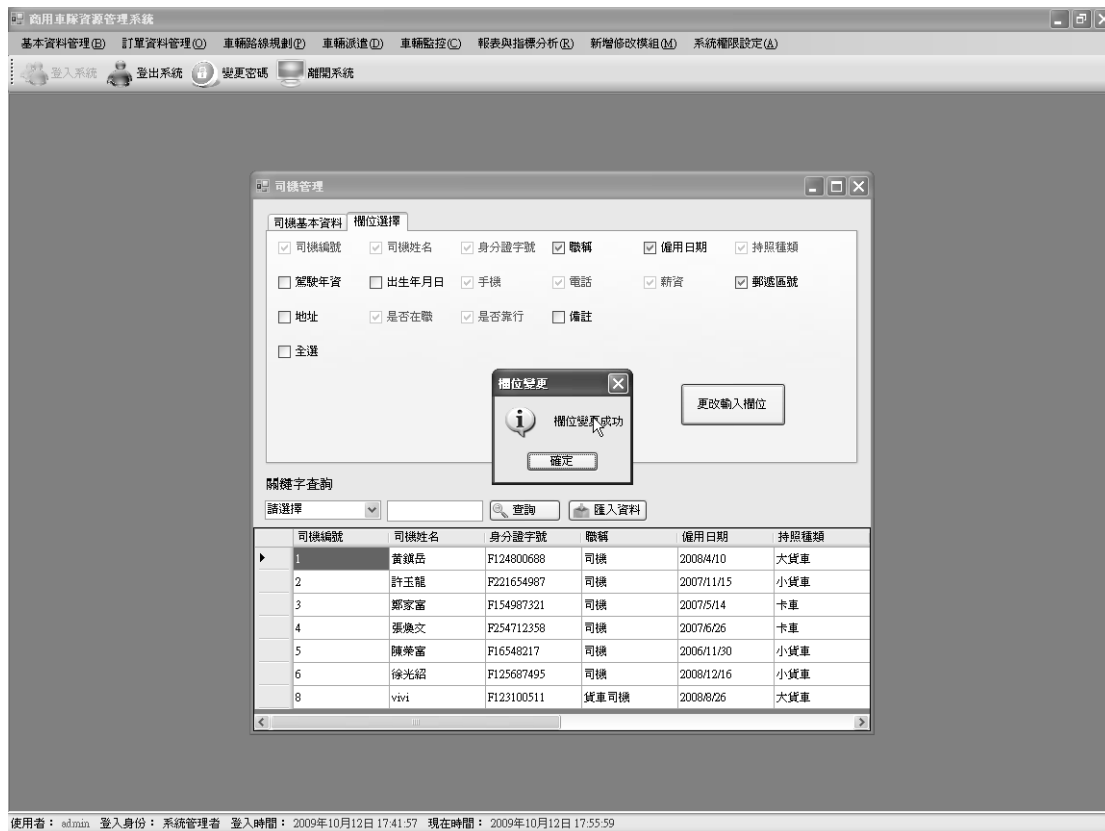 商用車隊資源管理系統
基本資料管理(B) 訂單資料管理(O) 車輛路線規劃(P) 車輛派遣(D) 車輛監控(C) 報表與指標分析(R) 新增修改模組(M) 系統權限設定(A)
登入系統 登出系統 變更密碼 離開系統
司機管理
司機基本資料 欄位選擇
司機編號 司機姓名 身分證字號 職稱 僱用日期 持照種類
駕駛年資 出生年月日 手機 電話 薪資 郵遞區號
地址 是否在職 是否靠行 備註
全選
欄位變更
欄位變更成功
確定
更改輸入欄位
關鍵字查詢
請選擇 查詢 匯入資料
司機編號 司機姓名 身分證字號 職稱 僱用日期 持照種類
1 黃鎮岳 F124800688 司機 2008/4/10 大貨車
2 許玉龍 F221654987 司機 2007/11/15 小貨車
3 鄭家富 F154987321 司機 2007/5/14 卡車
4 張煥文 F254712358 司機 2007/6/26 卡車
5 陳榮富 F16548217 司機 2006/11/30 小貨車
6 徐光紹 F125687495 司機 2008/12/16 小貨車
8 vivi F123100511 貨車司機 2008/8/26 大貨車
使用者： admin 登入身份： 系統管理者 登入時間： 2009年10月12日 17:41:57 現在時間： 2009年10月12日 17:55:59